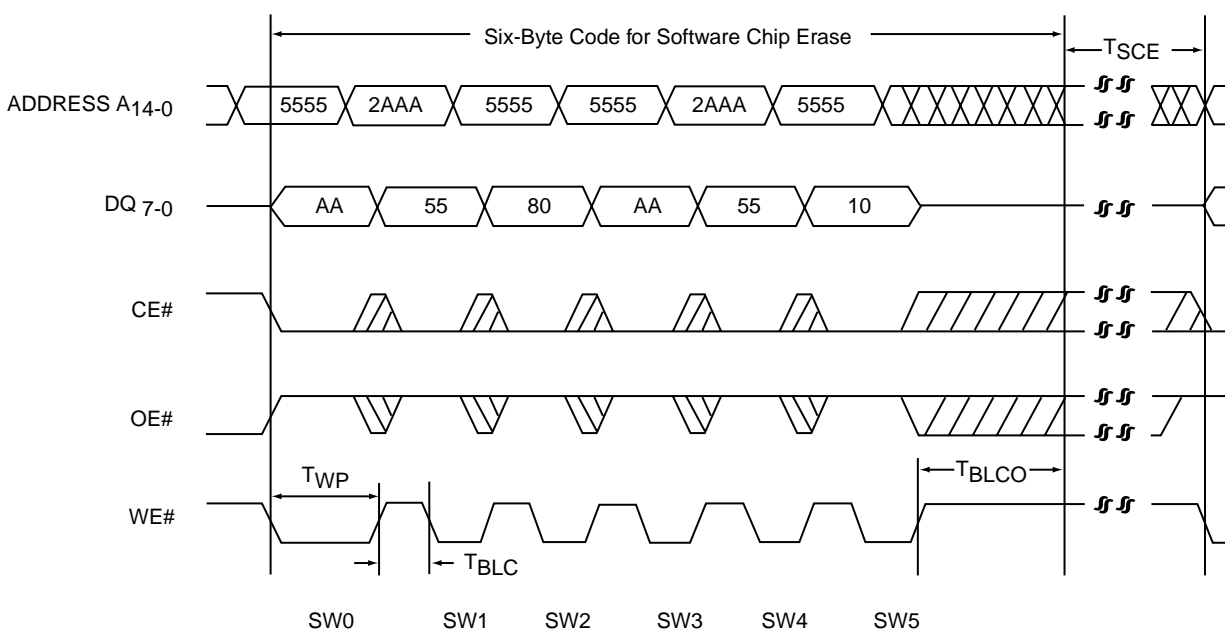 Six-Byte Code for Software Chip Erase
TSCE
ADDRESS A14-0
5555 2AAA 5555 5555 2AAA 5555
DQ 7-0
AA 55 80 AA 55 10
CE#
OE#
TWP
TBLCO
WE#
TBLC
SW0 SW1 SW2 SW3 SW4 SW5